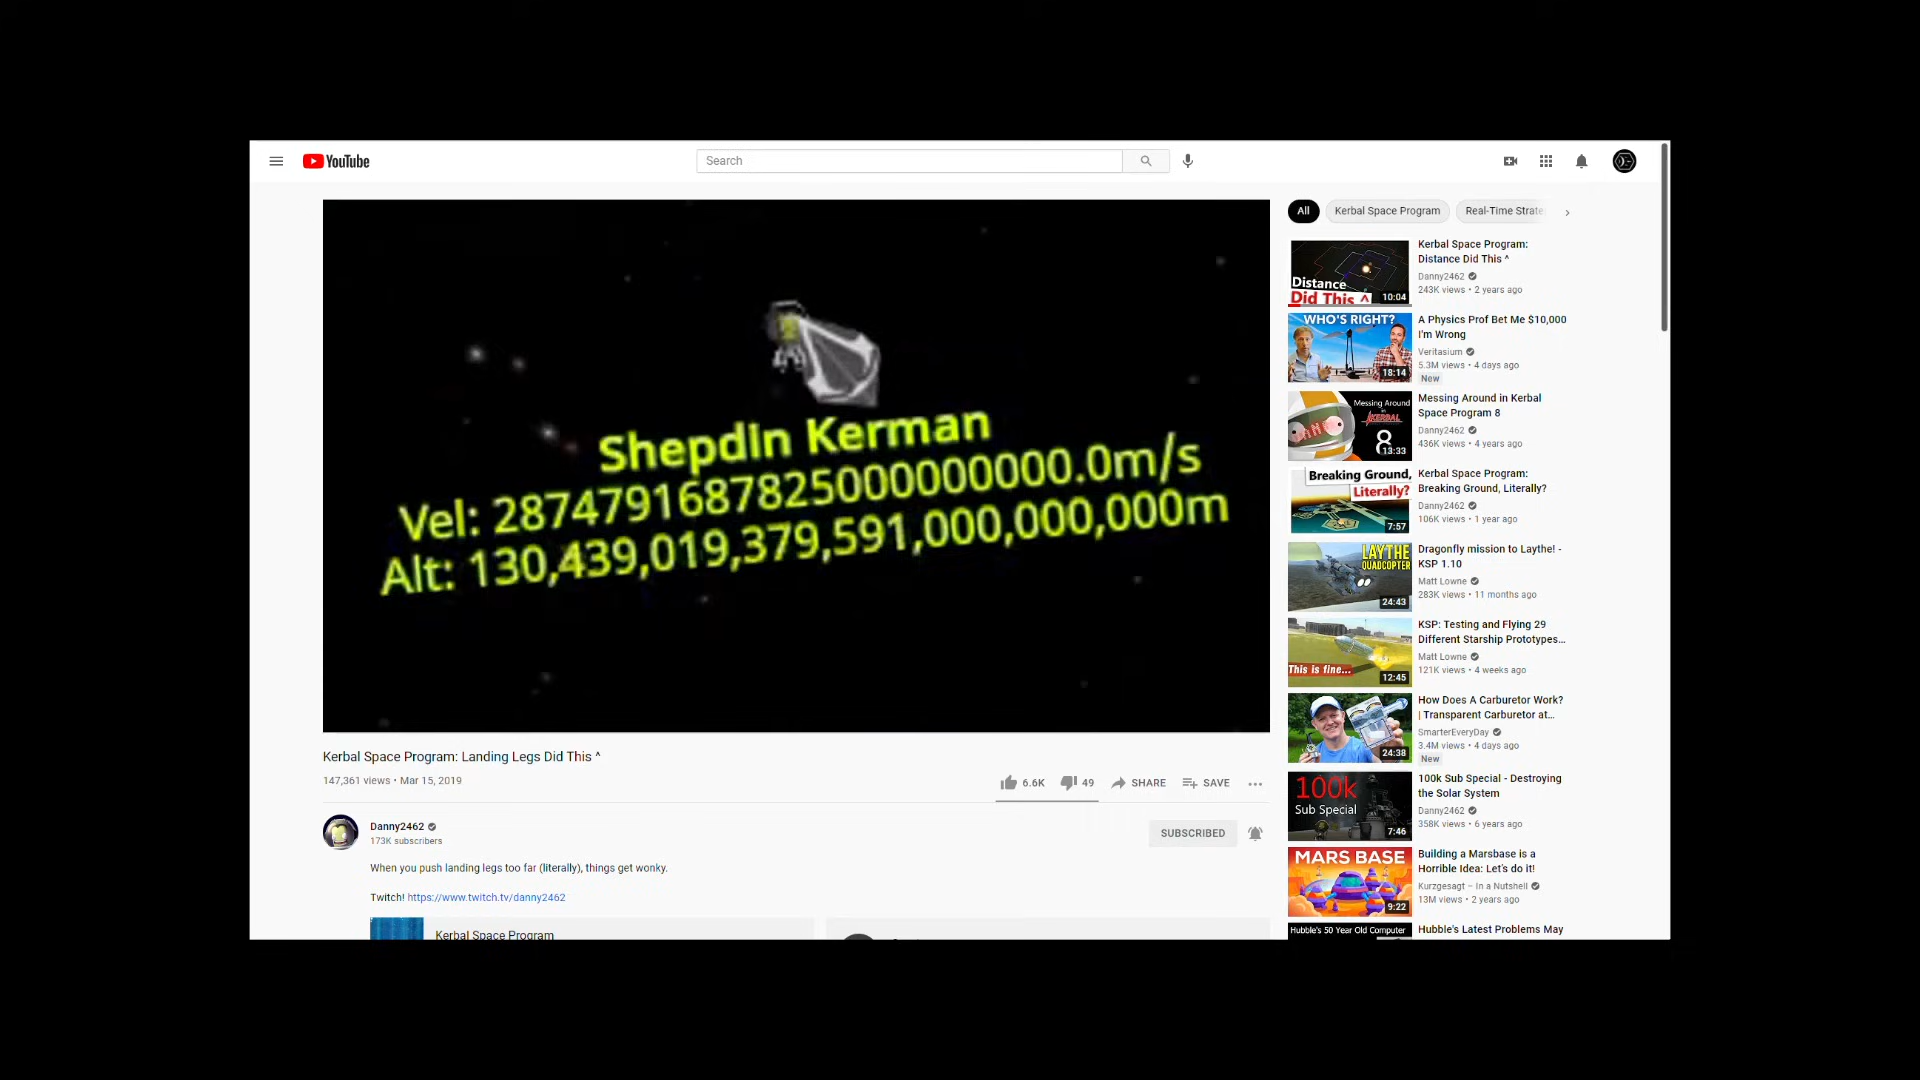 YouTube
Search
Shepdin Kerman
Vel: 2874791687825000000000.0m/s
Alt: 130,439,019,379,591,000,000,000m
Kerbal Space Program: Landing Legs Did This ^
147,361 views • Mar 15, 2019
6.6K
49
SHARE
SAVE
Danny2462
173K subscribers
SUBSCRIBED
When you push landing legs too far (literally), things get wonky.
Twitch! https://www.twitch.tv/danny2462
Kerbal Space Program
All
Kerbal Space Program
Real-Time Strate
Distance
Did This ^
10:04
Kerbal Space Program:
Distance Did This ^
Danny2462
243K views • 2 years ago
WHO'S RIGHT?
18:14
A Physics Prof Bet Me $10,000
I'm Wrong
Veritasium
5.3M views • 4 days ago
New
Messing Around
in
KERBAL
8
13:33
Messing Around in Kerbal
Space Program 8
Danny2462
436K views • 4 years ago
Breaking Ground,
Literally?
7:57
Kerbal Space Program:
Breaking Ground, Literally?
Danny2462
106K views • 1 year ago
LAYTHE
QUADCOPTER
24:43
Dragonfly mission to Laythe! -
KSP 1.10
Matt Lowne
283K views • 11 months ago
This is fine...
12:45
KSP: Testing and Flying 29
Different Starship Prototypes...
Matt Lowne
121K views • 4 weeks ago
24:38
How Does A Carburetor Work?
| Transparent Carburetor at...
SmarterEveryDay
3.4M views • 4 days ago
New
100k
Sub Special
7:46
100k Sub Special - Destroying
the Solar System
Danny2462
358K views • 6 years ago
MARS BASE
9:22
Building a Marsbase is a
Horrible Idea: Let's do it!
Kurzgesagt – In a Nutshell
13M views • 2 years ago
Hubble's 50 Year Old Computer
Hubble's Latest Problems May